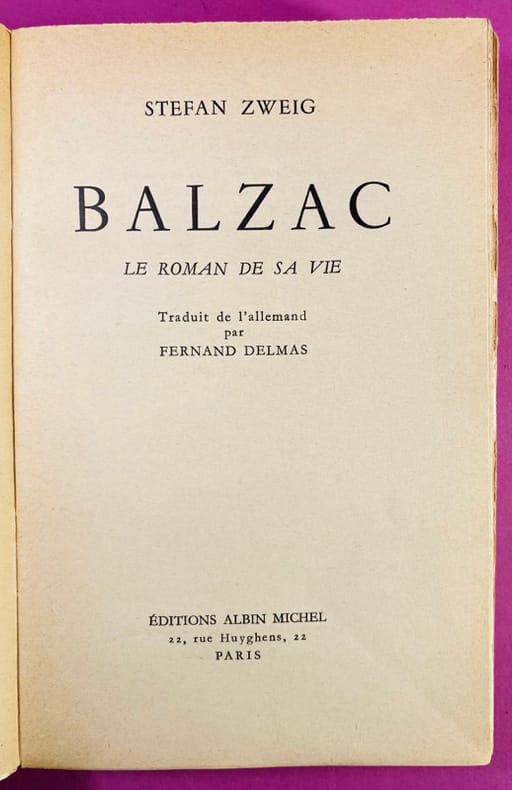 STEFAN ZWEIG
BALZAC
LE ROMAN DE SA VIE
Traduit de l'allemand
par
FERNAND DELMAS
ÉDITIONS ALBIN MICHEL
22, rue Huyghens, 22
PARIS